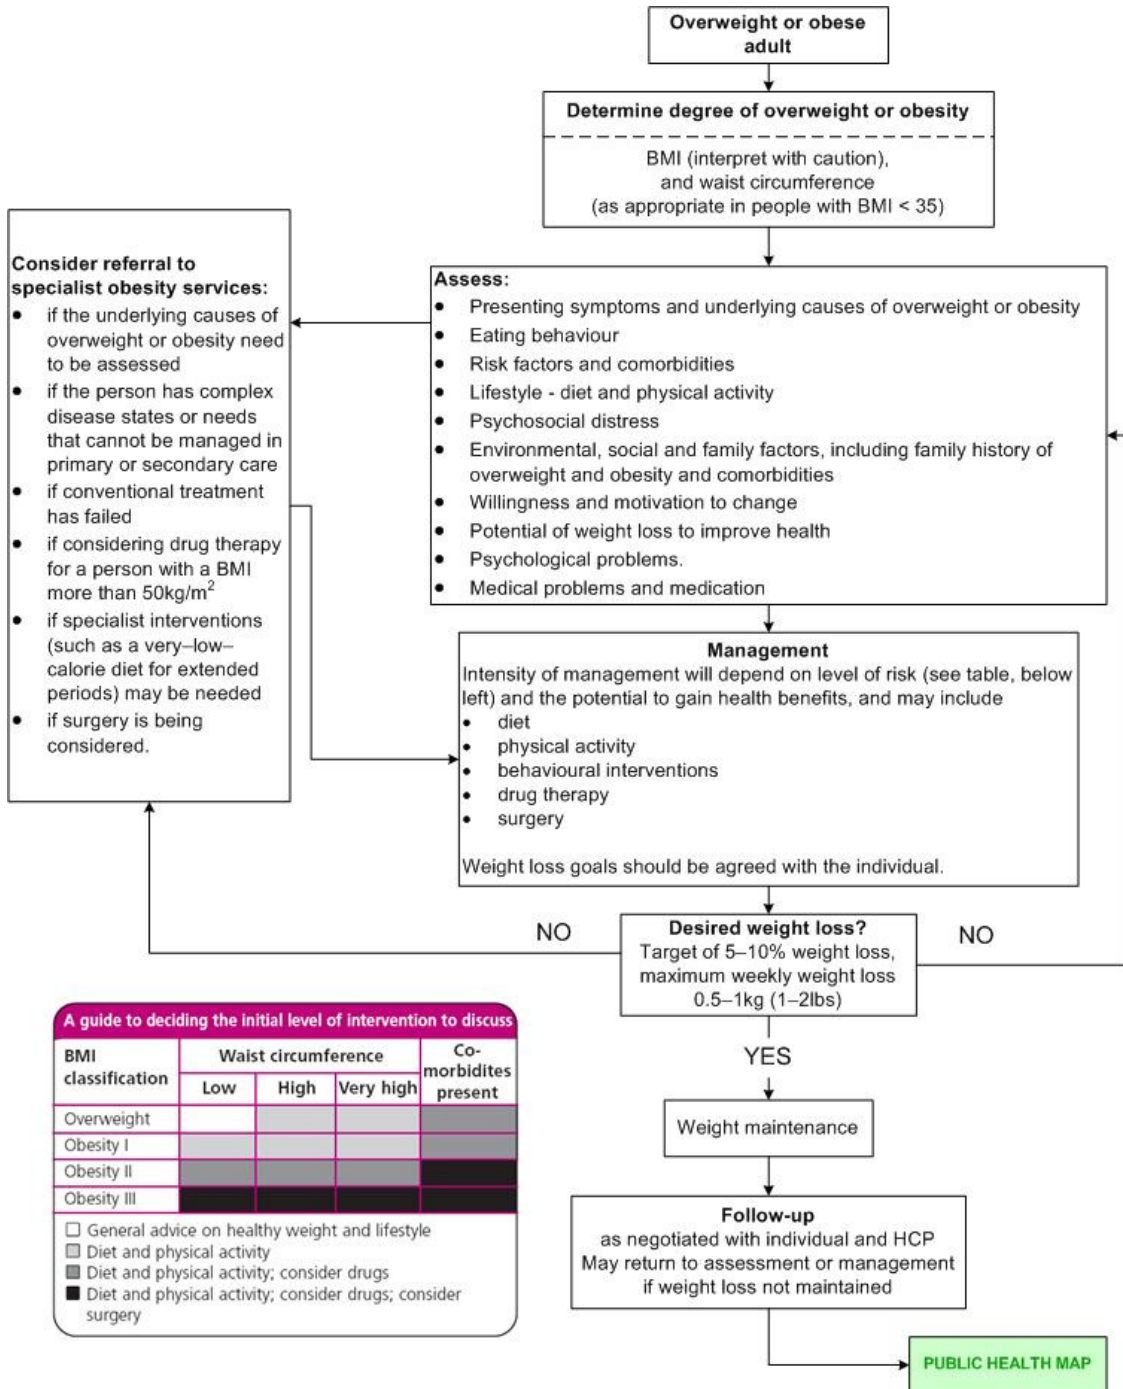 Overweight or obese
adult
Determine degree of overweight or obesity
BMI (interpret with caution),
and waist circumference
(as appropriate in people with BMI < 35)
Consider referral to
specialist obesity services:
• if the underlying causes of
overweight or obesity need
to be assessed
• if the person has complex
disease states or needs
that cannot be managed in
primary or secondary care
• if conventional treatment
has failed
• if considering drug therapy
for a person with a BMI
more than 50kg/m²
• if specialist interventions
(such as a very–low–
calorie diet for extended
periods) may be needed
• if surgery is being
considered.
Assess:
• Presenting symptoms and underlying causes of overweight or obesity
• Eating behaviour
• Risk factors and comorbidities
• Lifestyle - diet and physical activity
• Psychosocial distress
• Environmental, social and family factors, including family history of
overweight and obesity and comorbidities
• Willingness and motivation to change
• Potential of weight loss to improve health
• Psychological problems.
• Medical problems and medication
Management
Intensity of management will depend on level of risk (see table, below
left) and the potential to gain health benefits, and may include
• diet
• physical activity
• behavioural interventions
• drug therapy
• surgery
Weight loss goals should be agreed with the individual.
NO
Desired weight loss?
Target of 5–10% weight loss,
maximum weekly weight loss
0.5–1kg (1–2lbs)
NO
YES
Weight maintenance
Follow-up
as negotiated with individual and HCP
May return to assessment or management
if weight loss not maintained
PUBLIC HEALTH MAP
A guide to deciding the initial level of intervention to discuss
BMI
classification
Waist circumference
Low High Very high
Co-
morbidites
present
Overweight
Obesity I
Obesity II
Obesity III
General advice on healthy weight and lifestyle
Diet and physical activity
Diet and physical activity; consider drugs
Diet and physical activity; consider drugs; consider
surgery